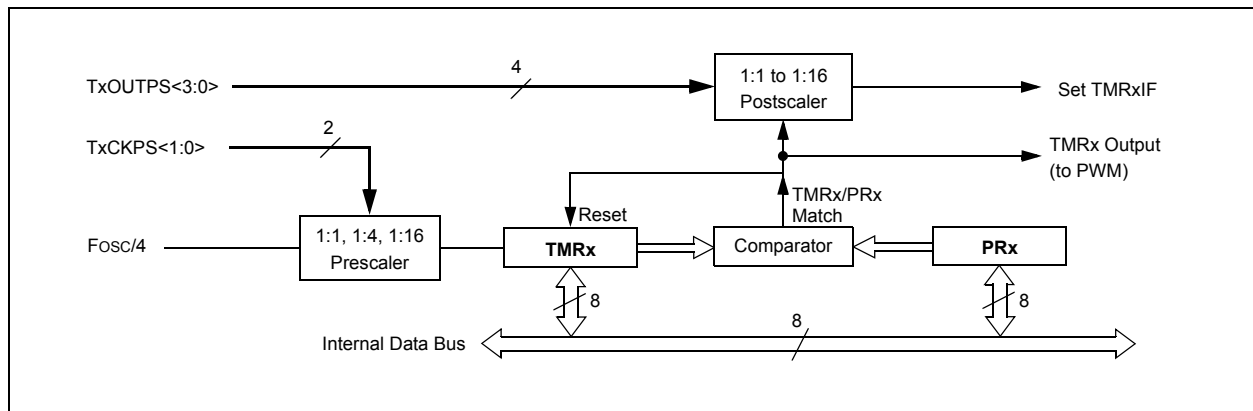 TxOUTPS<3:0>
4
1:1 to 1:16
Postscaler
Set TMRxIF
TxCKPS<1:0>
2
TMRx Output
(to PWM)
TMRx/PRx
Match
Reset
FOSC/4
1:1, 1:4, 1:16
Prescaler
TMRx
Comparator
PRx
8
8
8
Internal Data Bus